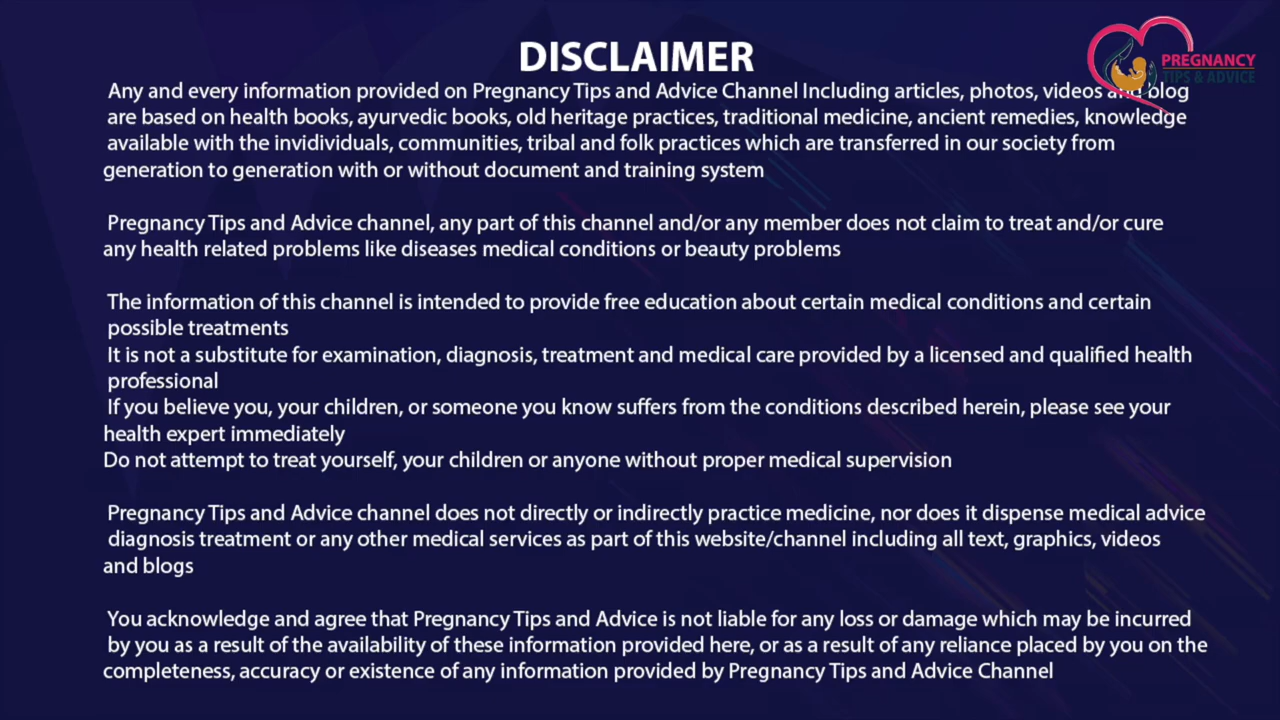 DISCLAIMER
PREGNANCY
TIPS & ADVICE
Any and every information provided on Pregnancy Tips and Advice Channel Including articles, photos, videos and blog
are based on health books, ayurvedic books, old heritage practices, traditional medicine, ancient remedies, knowledge
available with the invidividuals, communities, tribal and folk practices which are transferred in our society from
generation to generation with or without document and training system
Pregnancy Tips and Advice channel, any part of this channel and/or any member does not claim to treat and/or cure
any health related problems like diseases medical conditions or beauty problems
The information of this channel is intended to provide free education about certain medical conditions and certain
possible treatments
It is not a substitute for examination, diagnosis, treatment and medical care provided by a licensed and qualified health
professional
If you believe you, your children, or someone you know suffers from the conditions described herein, please see your
health expert immediately
Do not attempt to treat yourself, your children or anyone without proper medical supervision
Pregnancy Tips and Advice channel does not directly or indirectly practice medicine, nor does it dispense medical advice
diagnosis treatment or any other medical services as part of this website/channel including all text, graphics, videos
and blogs
You acknowledge and agree that Pregnancy Tips and Advice is not liable for any loss or damage which may be incurred
by you as a result of the availability of these information provided here, or as a result of any reliance placed by you on the
completeness, accuracy or existence of any information provided by Pregnancy Tips and Advice Channel